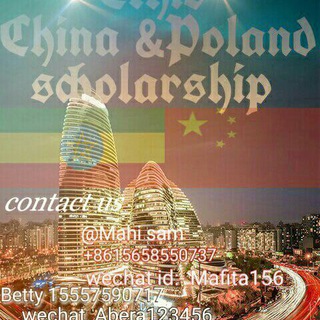 China &Poland
scholarship
contact us
@Mahi.sam
+8615658550737
wechat id.. Mafita156
Betty 15557590717
wechat Abera123456